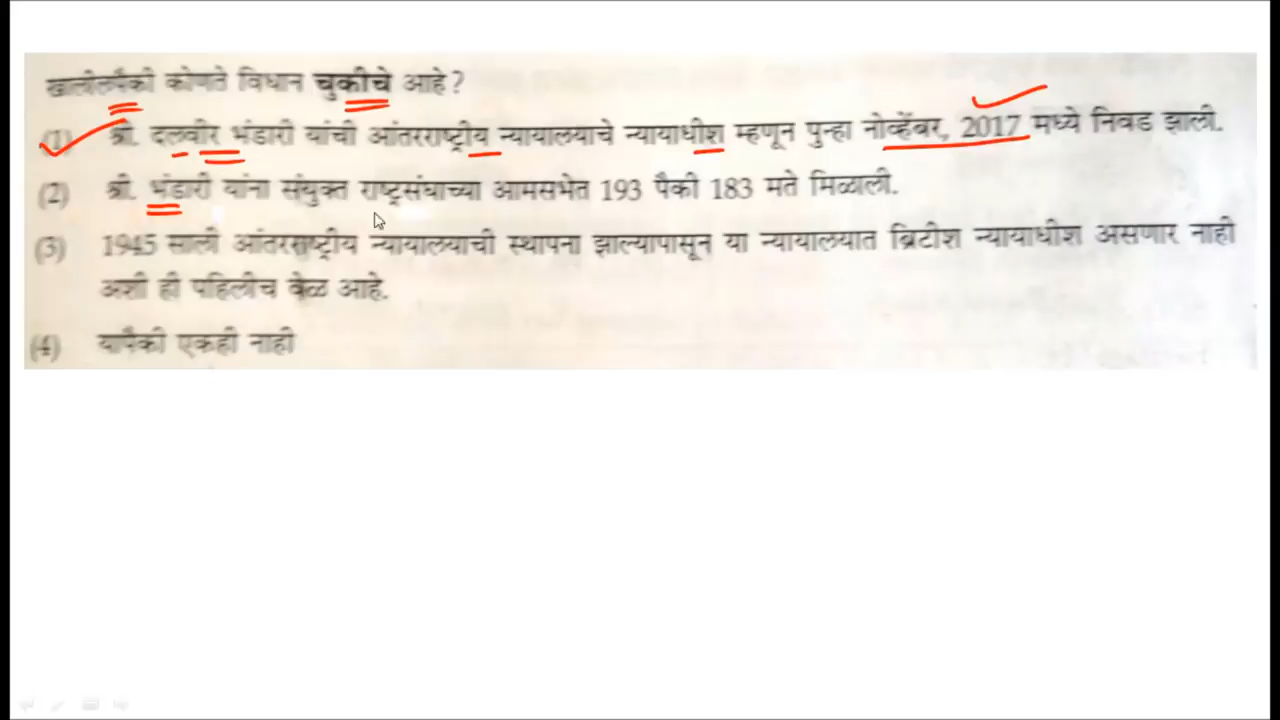 खालीलपैकी कोणते विधान चुकीचे आहे?
(1) श्री. दलवीर भंडारी यांची आंतरराष्ट्रीय न्यायालयाचे न्यायाधीश म्हणून पुन्हा नोव्हेंबर, 2017 मध्ये निवड झाली.
(2) श्री. भंडारी यांना संयुक्त राष्ट्रसंघाच्या आमसभेत 193 पैकी 183 मते मिळाली.
(3) 1945 साली आंतरराष्ट्रीय न्यायालयाची स्थापना झाल्यापासून या न्यायालयात ब्रिटीश न्यायाधीश असणार नाही
अशी ही पहिलीच वेळ आहे.
(4) यापैकी एकही नाही